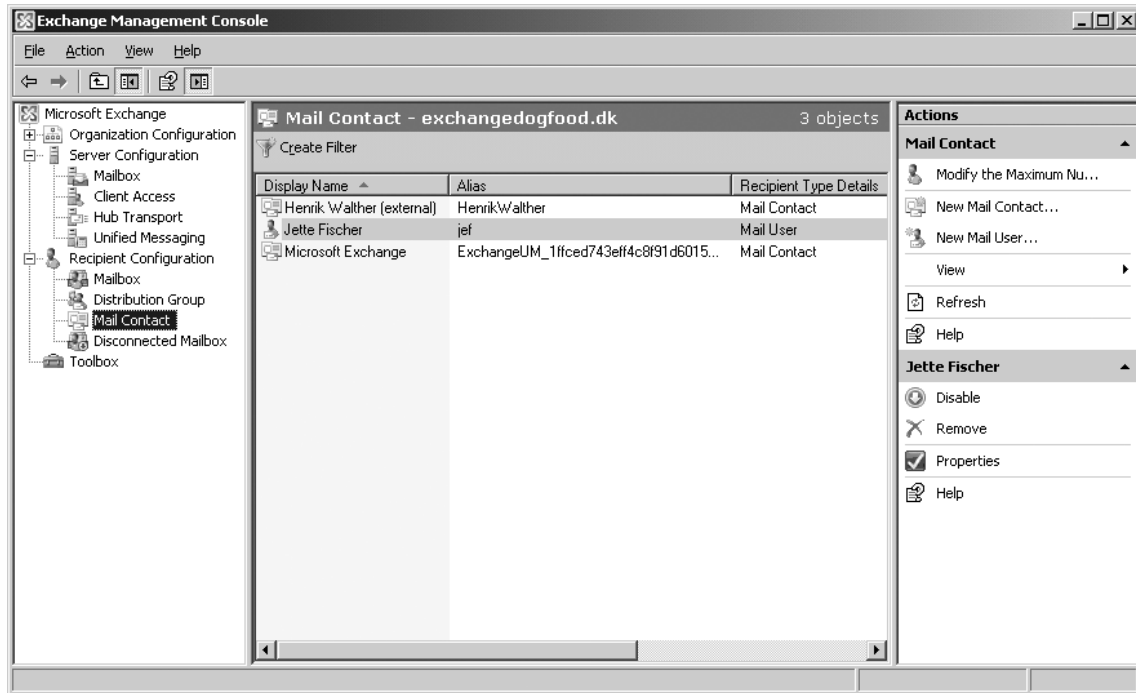 Exchange Management Console
File Action View Help
Microsoft Exchange
Organization Configuration
Server Configuration
Mailbox
Client Access
Hub Transport
Unified Messaging
Recipient Configuration
Mailbox
Distribution Group
Mail Contact
Disconnected Mailbox
Toolbox
Mail Contact - exchangedogfood.dk 3 objects
Create Filter
Display Name Alias Recipient Type Details
Henrik Walther (external) HenrikWalther Mail Contact
Jette Fischer jef Mail User
Microsoft Exchange ExchangeUM_1ffced743eff4c8f91d6015... Mail Contact
Actions
Mail Contact
Modify the Maximum Nu...
New Mail Contact...
New Mail User...
View
Refresh
Help
Jette Fischer
Disable
Remove
Properties
Help